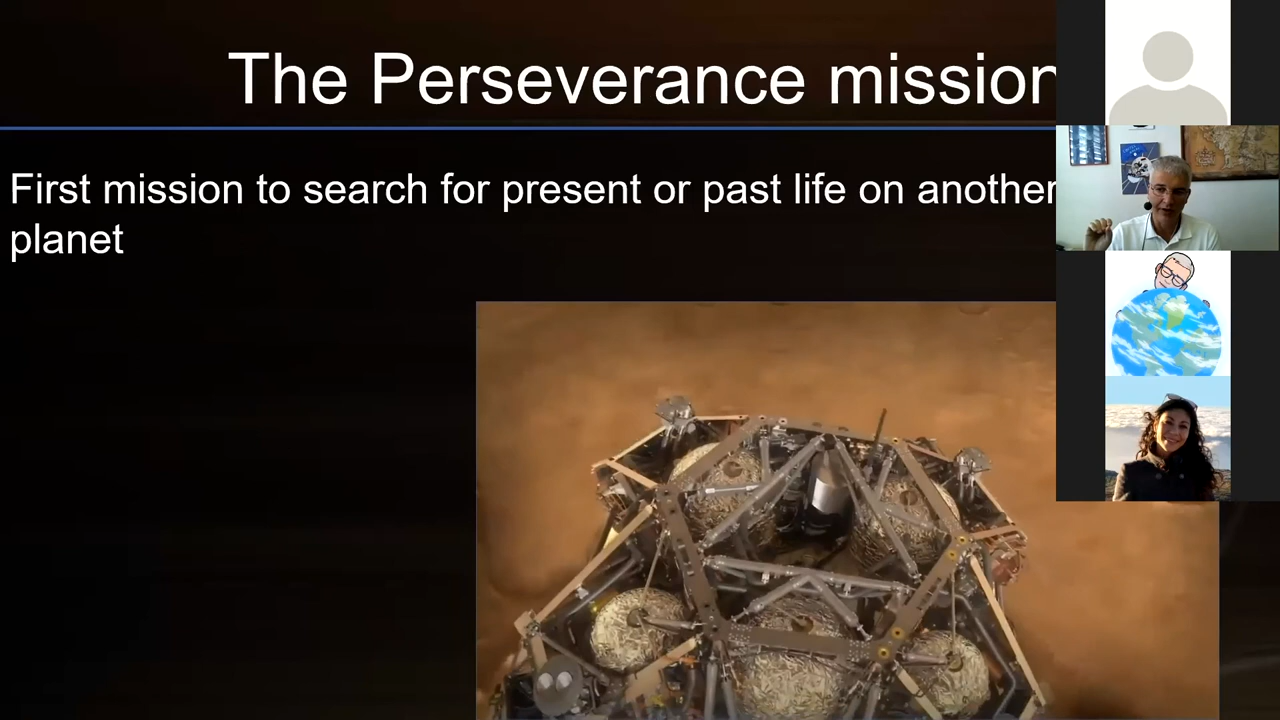 The Perseverance mission
First mission to search for present or past life on another
planet